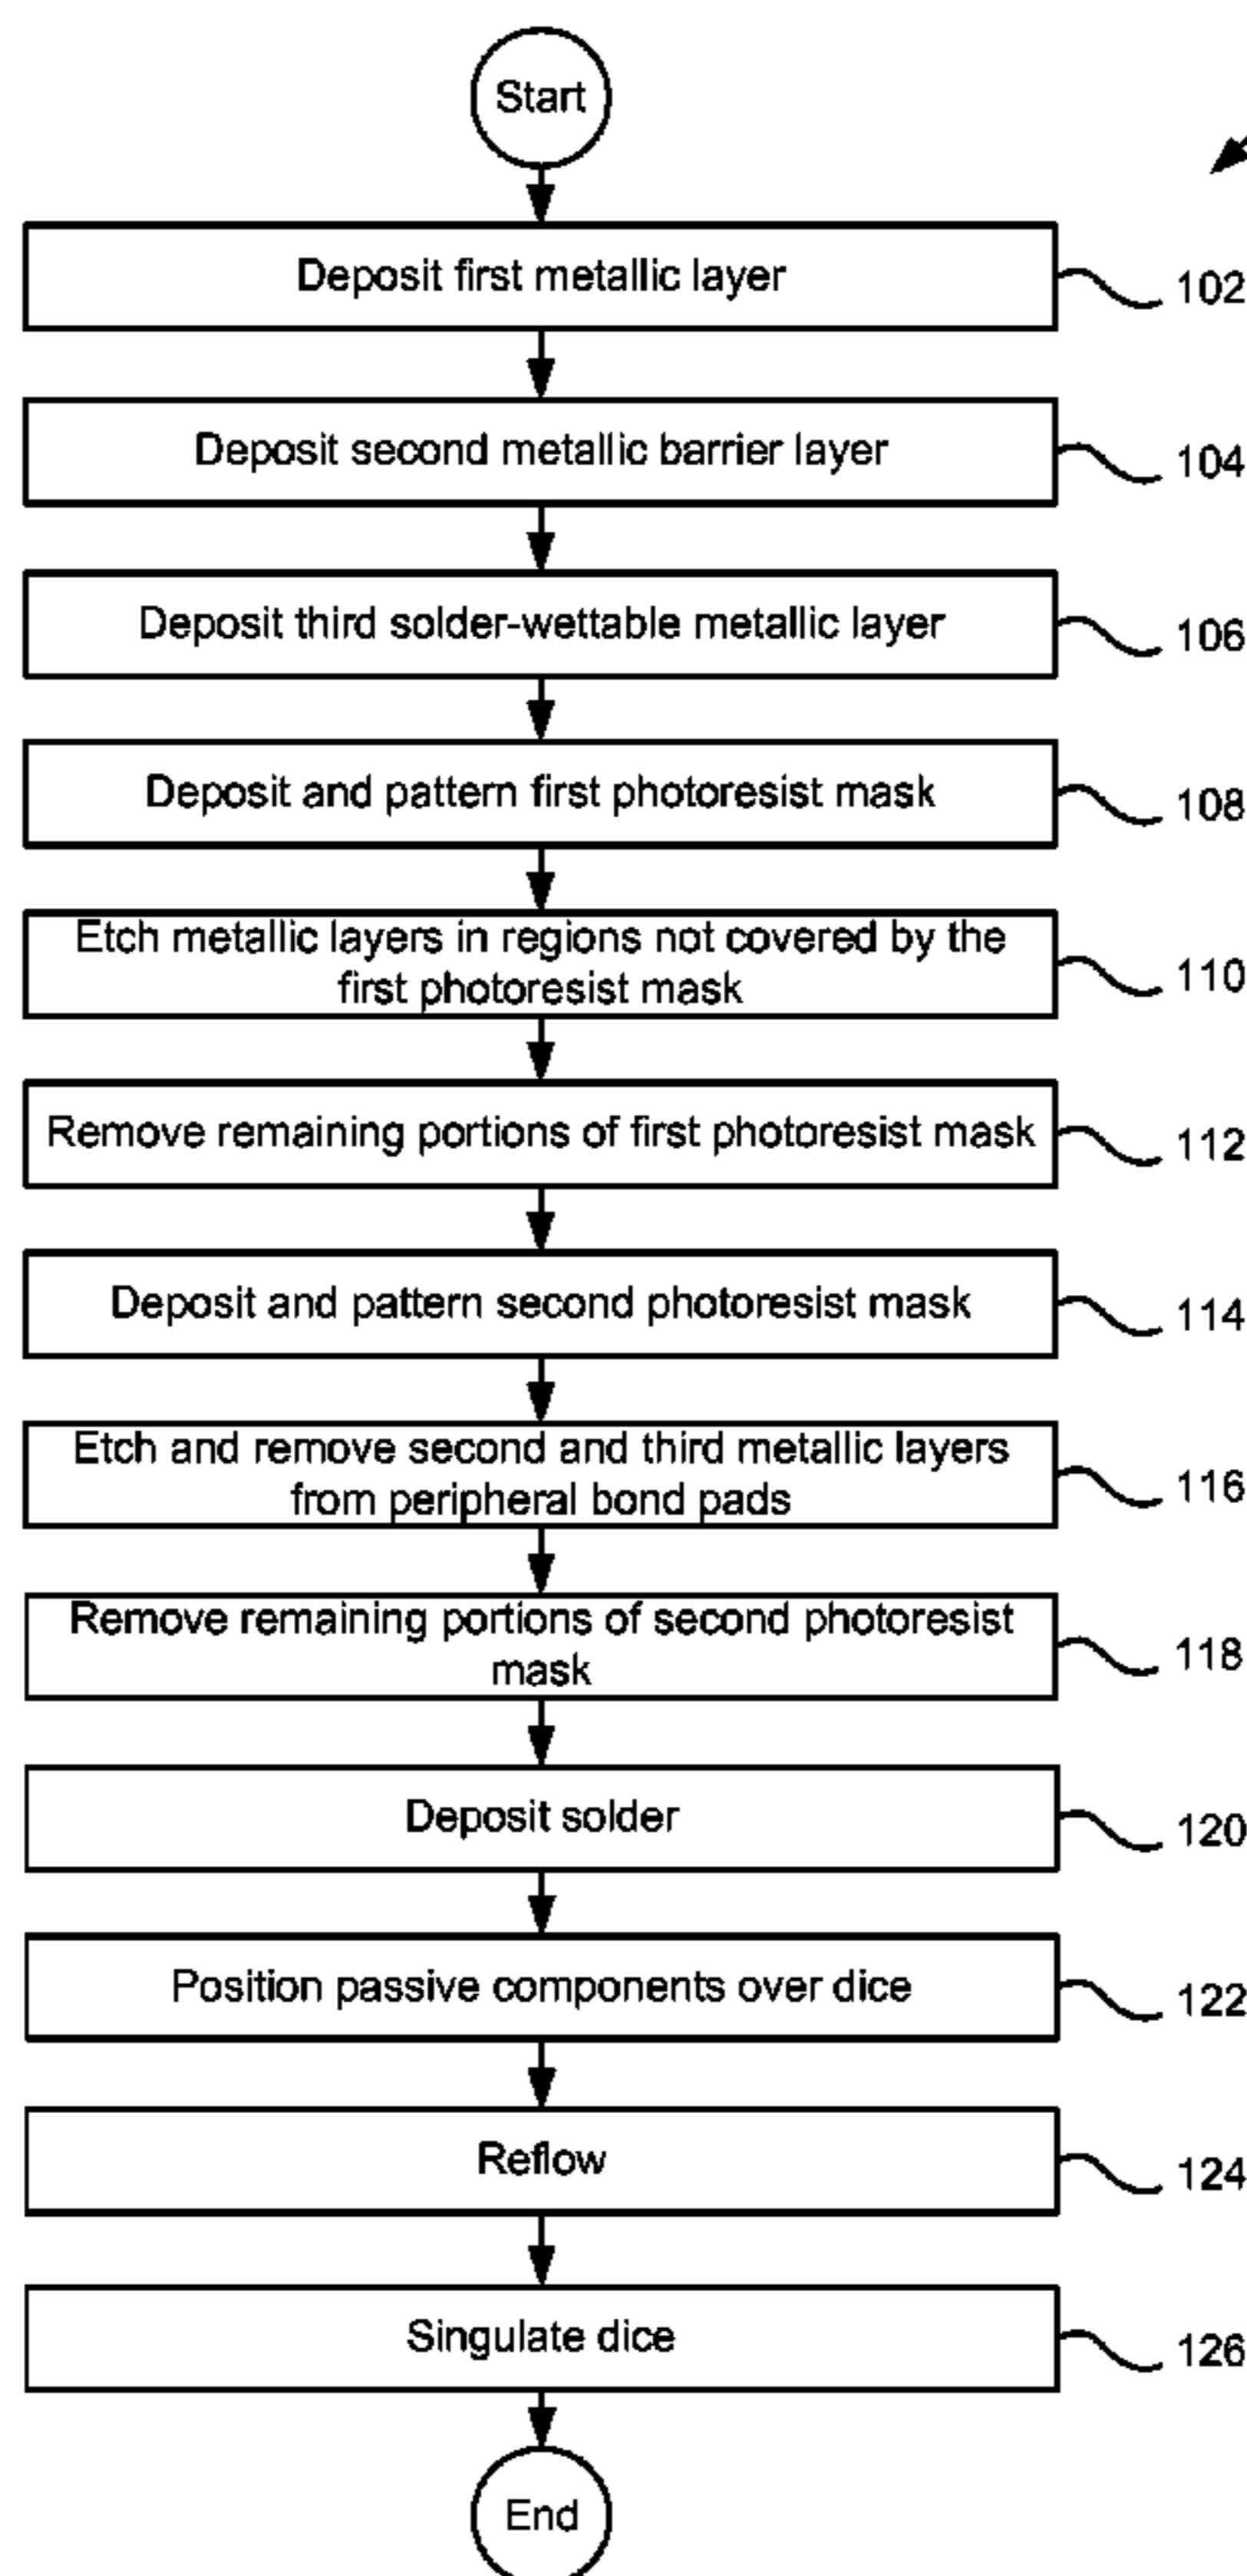 Start
Deposit first metallic layer
102
Deposit second metallic barrier layer
104
Deposit third solder-wettable metallic layer
106
Deposit and pattern first photoresist mask
108
Etch metallic layers in regions not covered by the
first photoresist mask
110
Remove remaining portions of first photoresist mask
112
Deposit and pattern second photoresist mask
114
Etch and remove second and third metallic layers
from peripheral bond pads
116
Remove remaining portions of second photoresist
mask
118
Deposit solder
120
Position passive components over dice
122
Reflow
124
Singulate dice
126
End